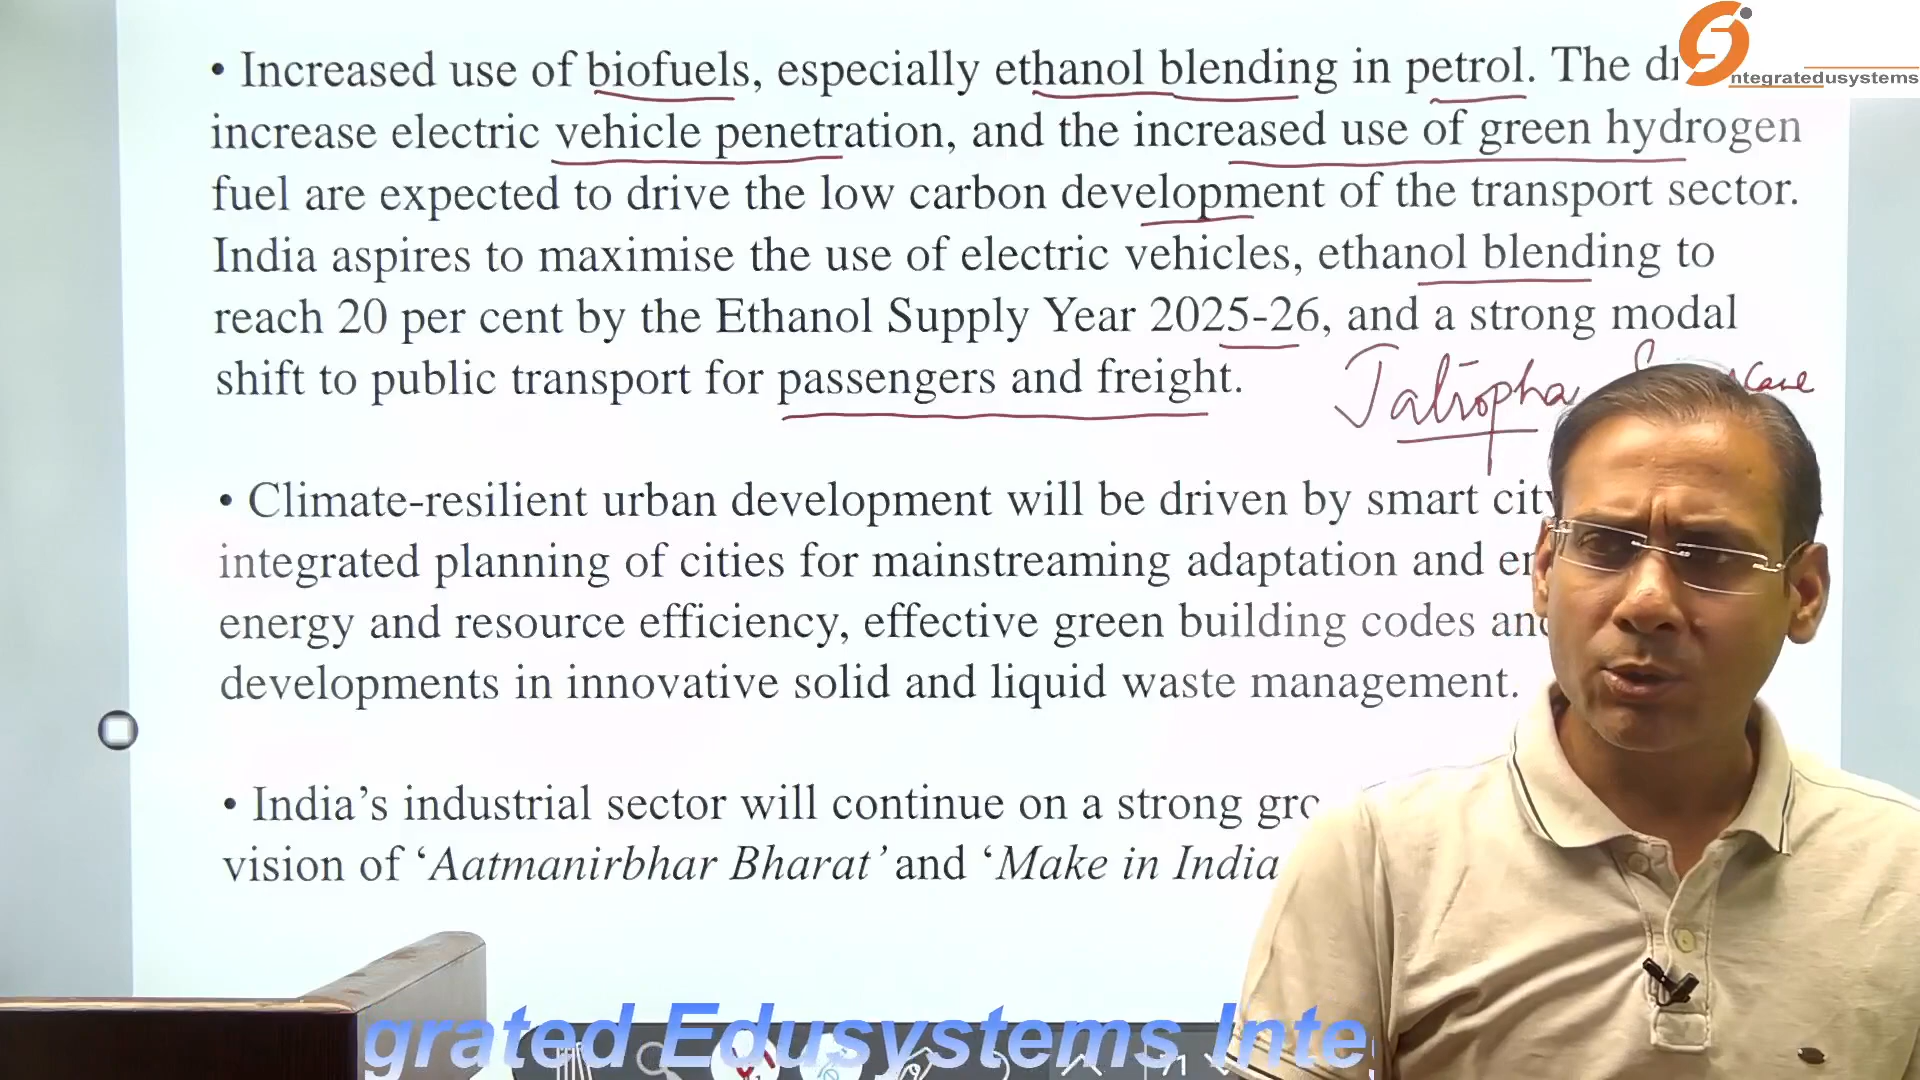 • Increased use of biofuels, especially ethanol blending in petrol. The
increase electric vehicle penetration, and the increased use of green hydrogen
fuel are expected to drive the low carbon development of the transport sector.
India aspires to maximise the use of electric vehicles, ethanol blending to
reach 20 per cent by the Ethanol Supply Year 2025-26, and a strong modal
shift to public transport for passengers and freight.
Jatropha
• Climate-resilient urban development will be driven by smart city
integrated planning of cities for mainstreaming adaptation and
energy and resource efficiency, effective green building codes and
developments in innovative solid and liquid waste management.
• India’s industrial sector will continue on a strong
vision of ‘Aatmanirbhar Bharat’ and ‘Make in India
ntegratedusystems
grated Edusystems Inte